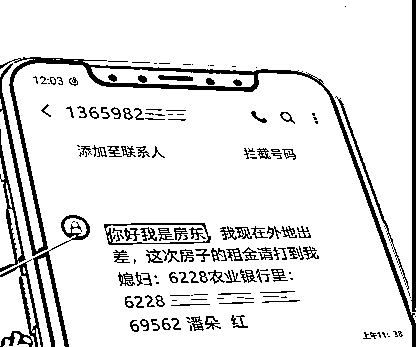 12:03
1365982
添加至联系人 拦截号码
你好我是房东，我现在外地出
差，这次房子的租金请打到我
媳妇：6228农业银行里：
6228
69562 潘朵 红
上午11：38